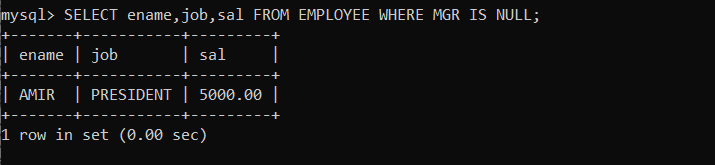 mysql> SELECT ename,job,sal FROM EMPLOYEE WHERE MGR IS NULL;
+-------+-----------+---------+
| ename | job       | sal     |
+-------+-----------+---------+
| AMIR  | PRESIDENT | 5000.00 |
+-------+-----------+---------+
1 row in set (0.00 sec)